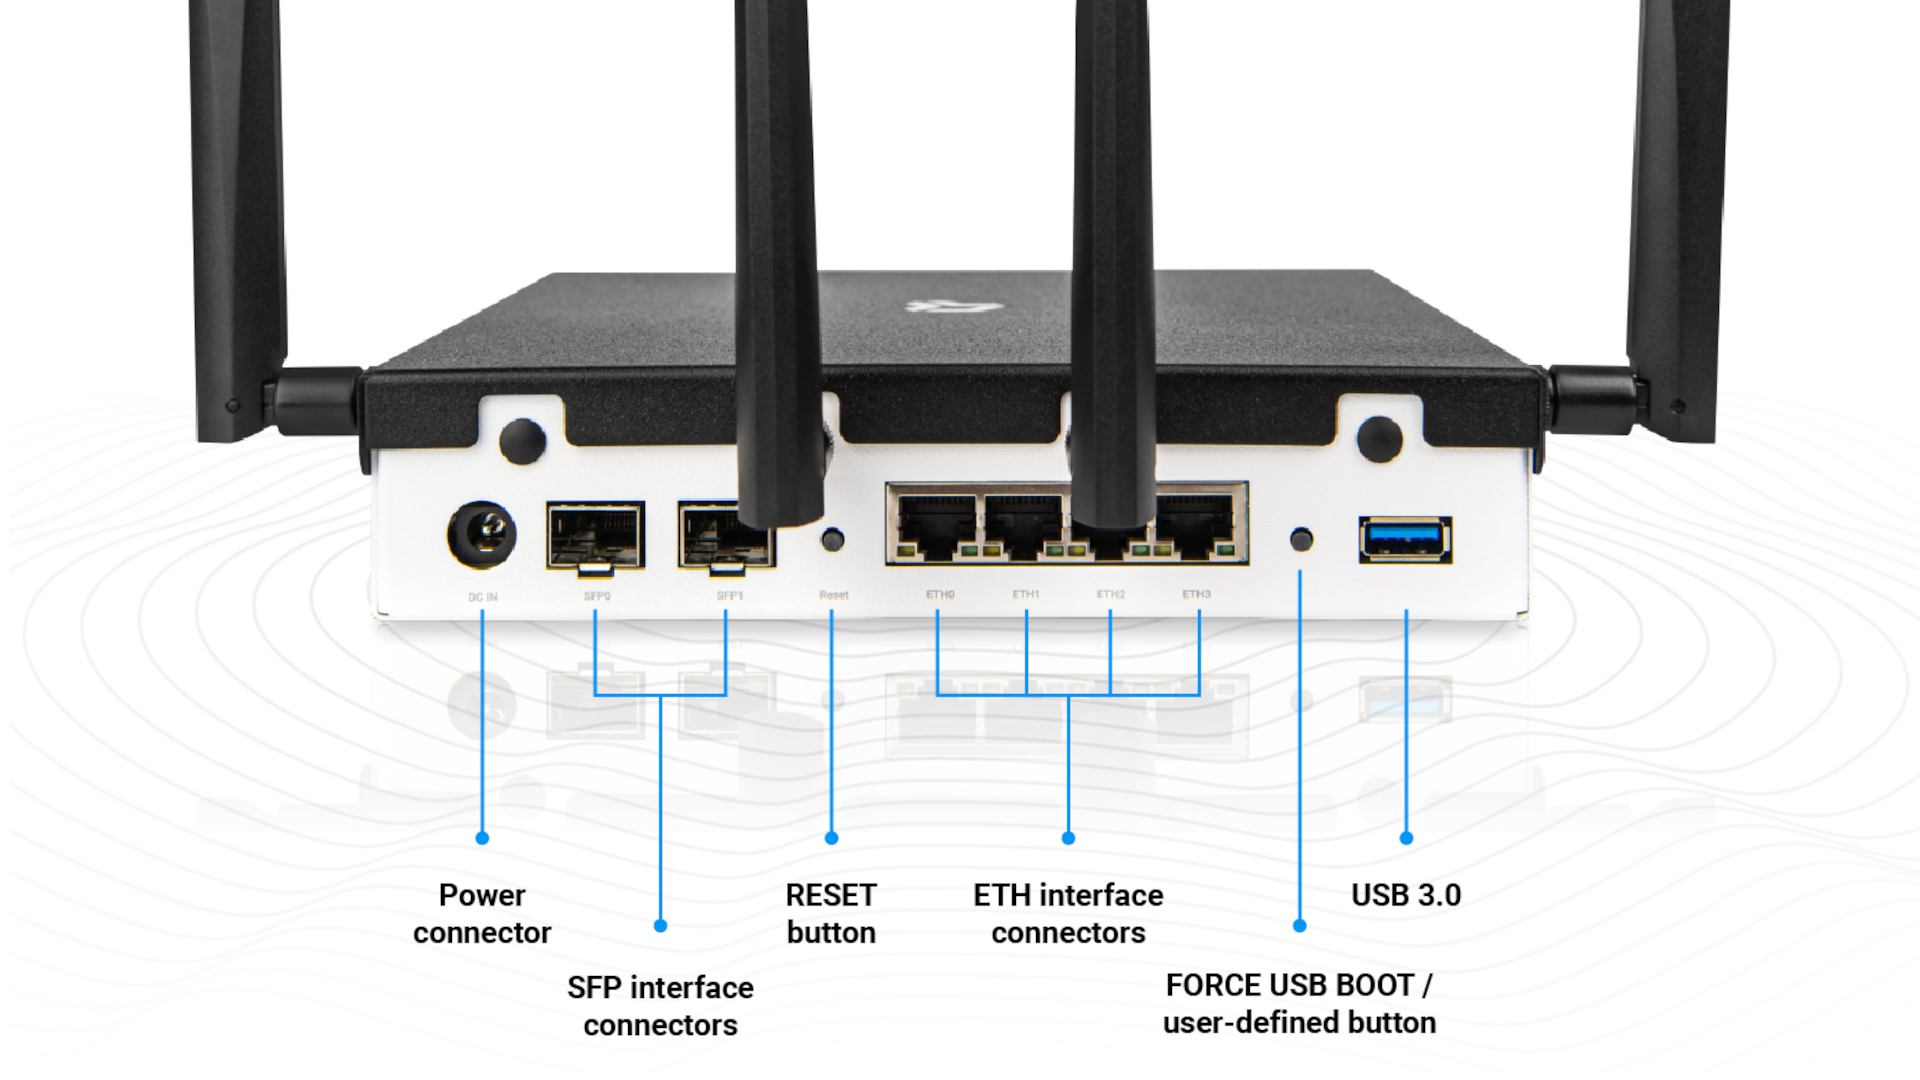 DC IN
SFP0
SFP1
Reset
ETH0
ETH1
ETH2
ETH3
Power
connector
SFP interface
connectors
RESET
button
ETH interface
connectors
FORCE USB BOOT /
user-defined button
USB 3.0